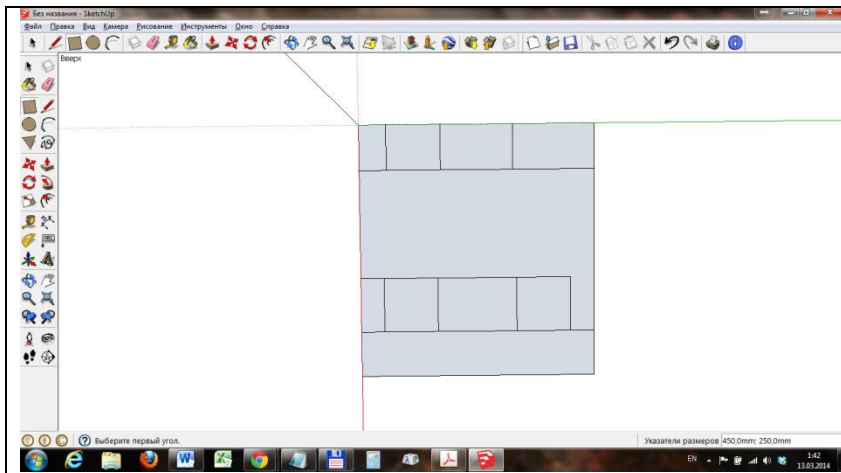 Без названия - SketchUp
Файл Правка Вид Камера Рисование Инструменты Окно Справка
Вверх
Выберите первый угол.
Указатели размеров 450,0mm; 250,0mm
EN
1:42
13.03.2014